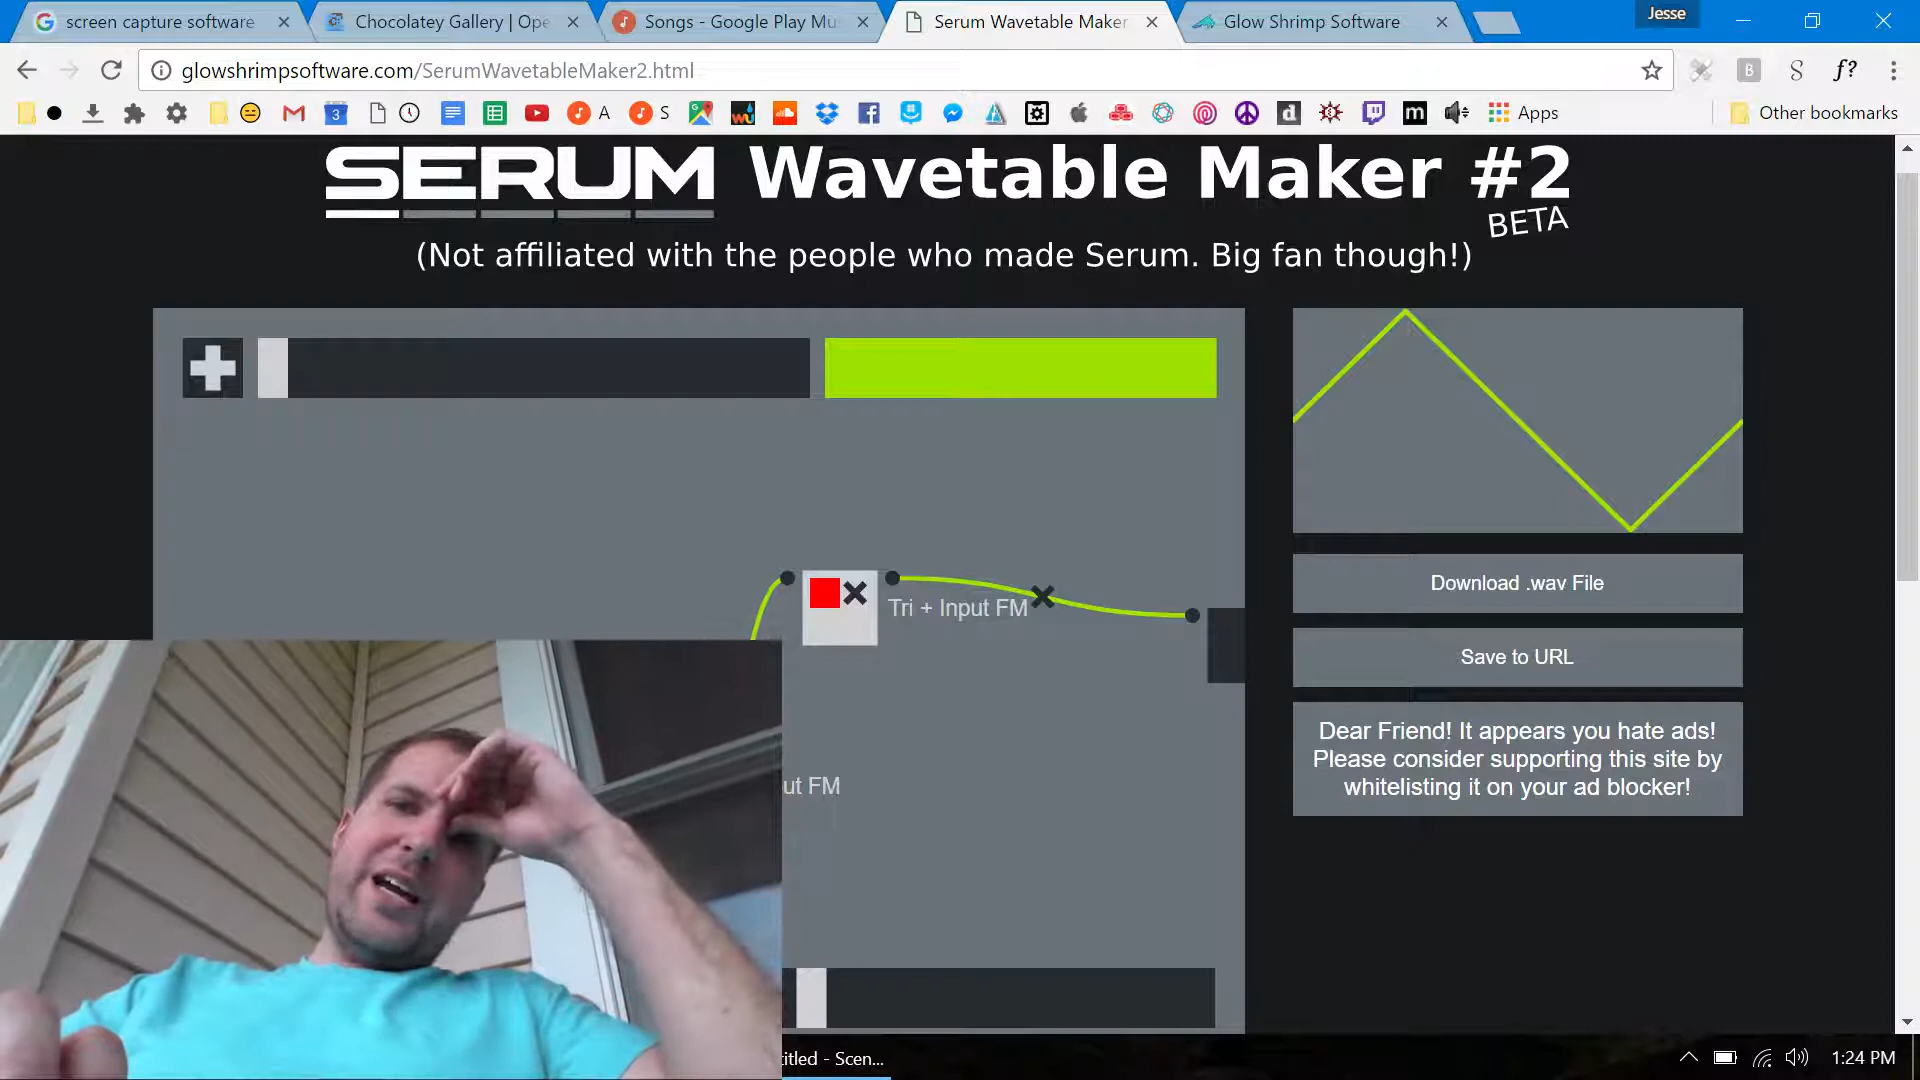 screen capture software
Chocolatey Gallery | Ope
Songs - Google Play Mu
Serum Wavetable Maker
Glow Shrimp Software
Jesse
glowshrimpsoftware.com/SerumWavetableMaker2.html
f?
A
S
Apps
Other bookmarks
SERUM Wavetable Maker #2
BETA
(Not affiliated with the people who made Serum. Big fan though!)
Tri + Input FM
ut FM
Download .wav File
Save to URL
Dear Friend! It appears you hate ads!
Please consider supporting this site by
whitelisting it on your ad blocker!
titled - Scen...
1:24 PM